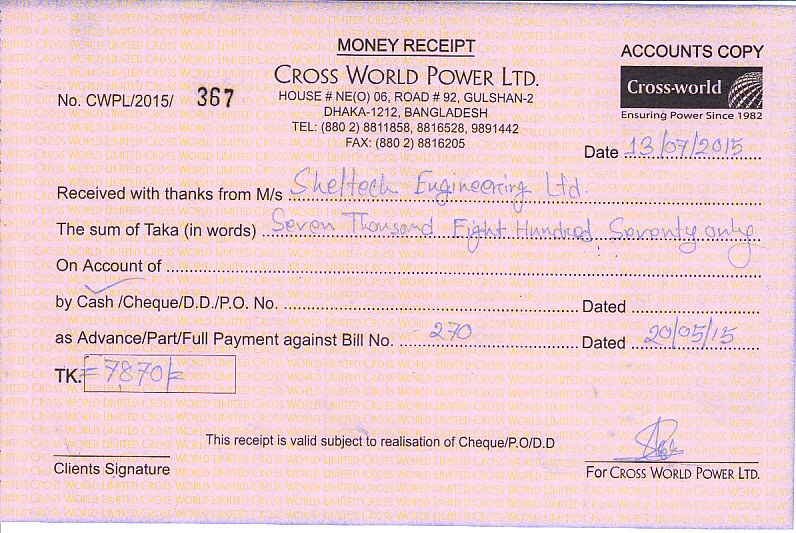 MONEY RECEIPT
ACCOUNTS COPY
CROSS WORLD POWER LTD.
Cross-world
Ensuring Power Since 1982
No. CWPL/2015/ 367
HOUSE # NE(O) 06, ROAD # 92, GULSHAN-2
DHAKA-1212, BANGLADESH
TEL: (880 2) 8811858, 8816528, 9891442
FAX: (880 2) 8816205
Date 13/07/2015
Received with thanks from M/s Sheltech Engineering Ltd.
The sum of Taka (in words) Seven Thousand Eight Hundred Seventy only
On Account of
by Cash /Cheque/D.D./P.O. No. Dated
as Advance/Part/Full Payment against Bill No. 270 Dated 20/05/15
TK. =7870/=
This receipt is valid subject to realisation of Cheque/P.O/D.D
Clients Signature
For CROSS WORLD POWER LTD.